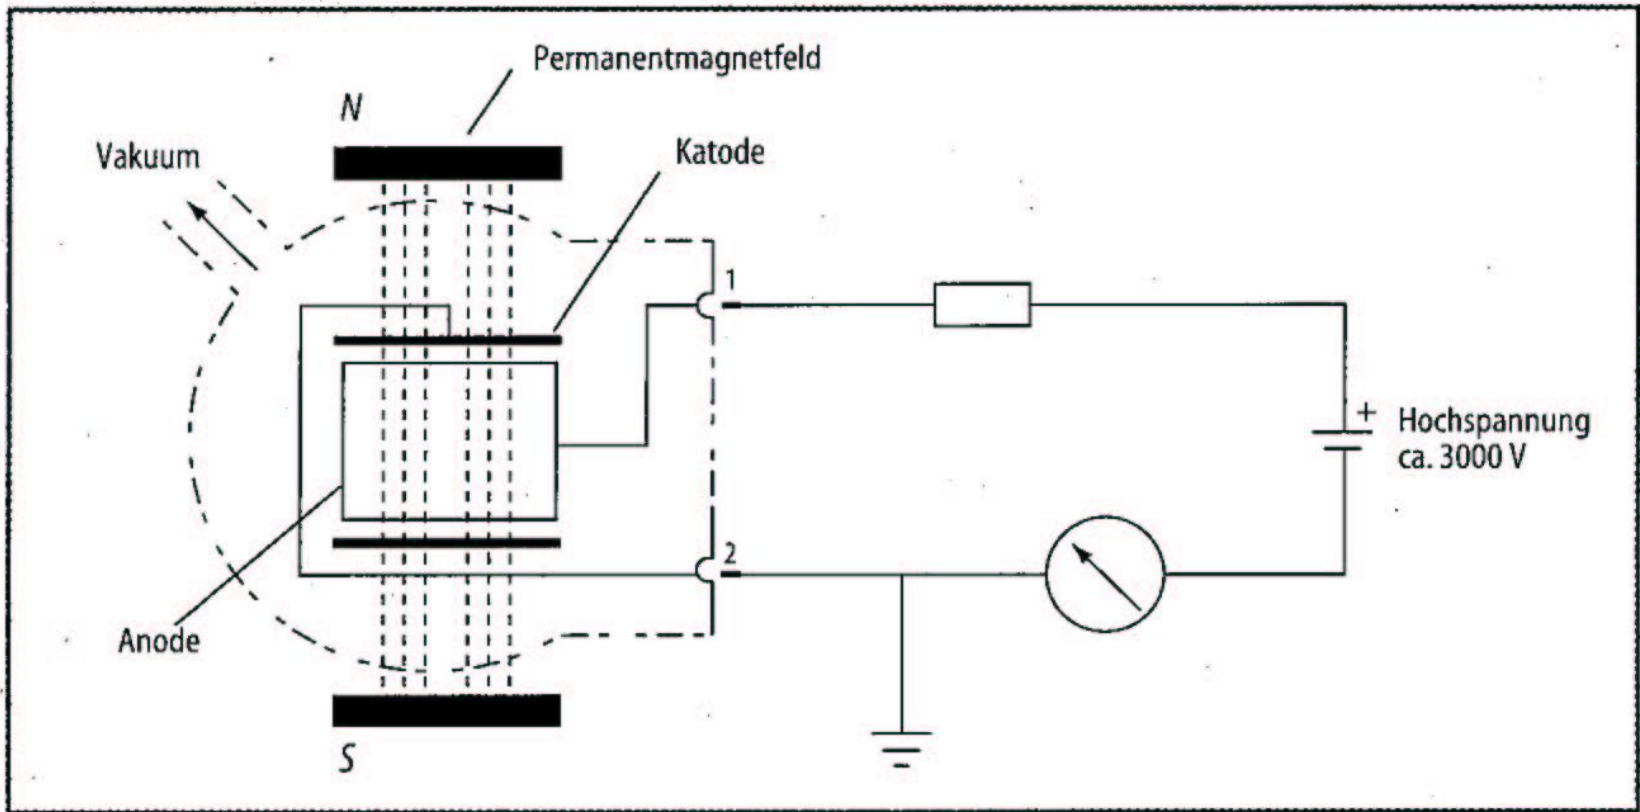 Permanentmagnetfeld
N
Vakuum
Katode
1
+
Hochspannung
ca. 3000 V
2
Anode
S